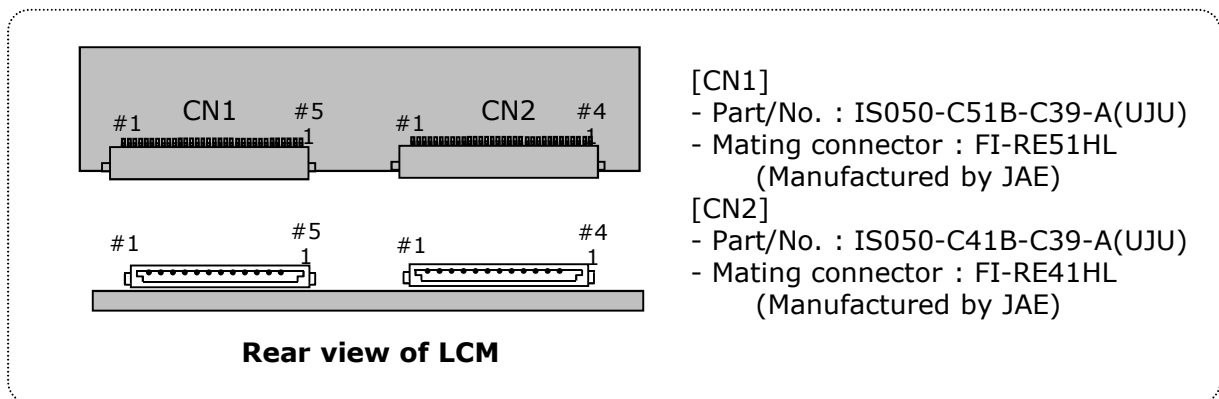 CN1
CN2
#1
#5
1
#1
#4
1
#1
#5
1
#1
#4
1
Rear view of LCM
[CN1]
- Part/No. : IS050-C51B-C39-A(UJU)
- Mating connector : FI-RE51HL
(Manufactured by JAE)
[CN2]
- Part/No. : IS050-C41B-C39-A(UJU)
- Mating connector : FI-RE41HL
(Manufactured by JAE)